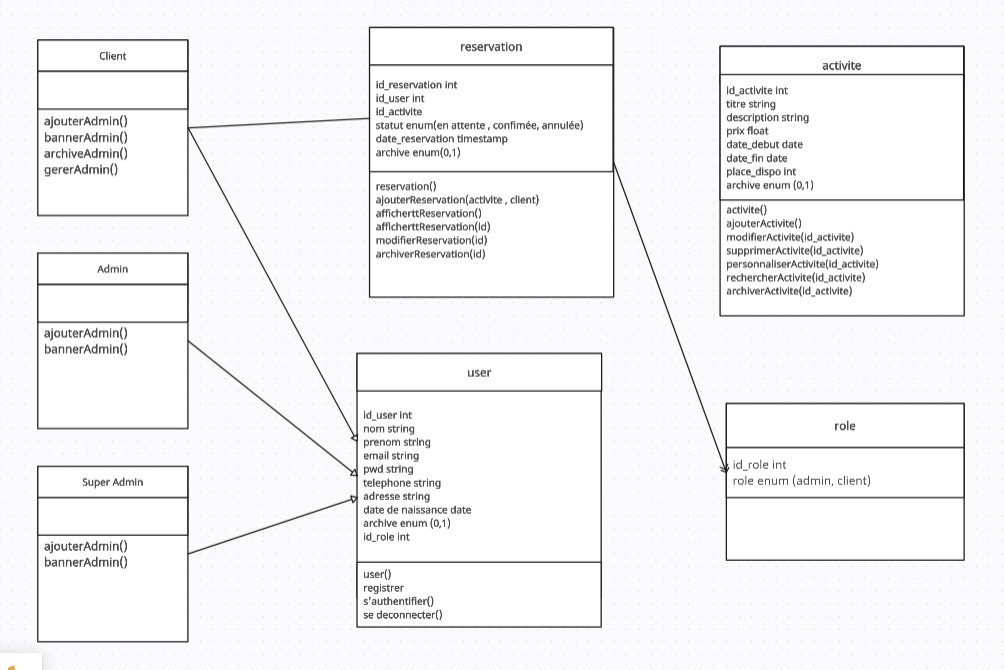 Client
ajouterAdmin()
bannerAdmin()
archiveAdmin()
gererAdmin()
reservation
id_reservation int
id_user int
id_activite
statut enum(en attente , confimée, annulée)
date_reservation timestamp
archive enum(0,1)
reservation()
ajouterReservation(activite , client)
afficherttReservation()
afficherttReservation(id)
modifierReservation(id)
archiverReservation(id)
activite
id_activite int
titre string
description string
prix float
date_debut date
date_fin date
place_dispo int
archive enum (0,1)
activite()
ajouterActivite()
modifierActivite(id_activite)
supprimerActivite(id_activite)
personnaliserActivite(id_activite)
rechercherActivite(id_activite)
archiverActivite(id_activite)
Admin
ajouterAdmin()
bannerAdmin()
user
id_user int
nom string
prenom string
email string
pwd string
telephone string
adresse string
date de naissance date
archive enum (0,1)
id_role int
user()
registrer
s'authentifier()
se deconnecter()
role
id_role int
role enum (admin, client)
Super Admin
ajouterAdmin()
bannerAdmin()